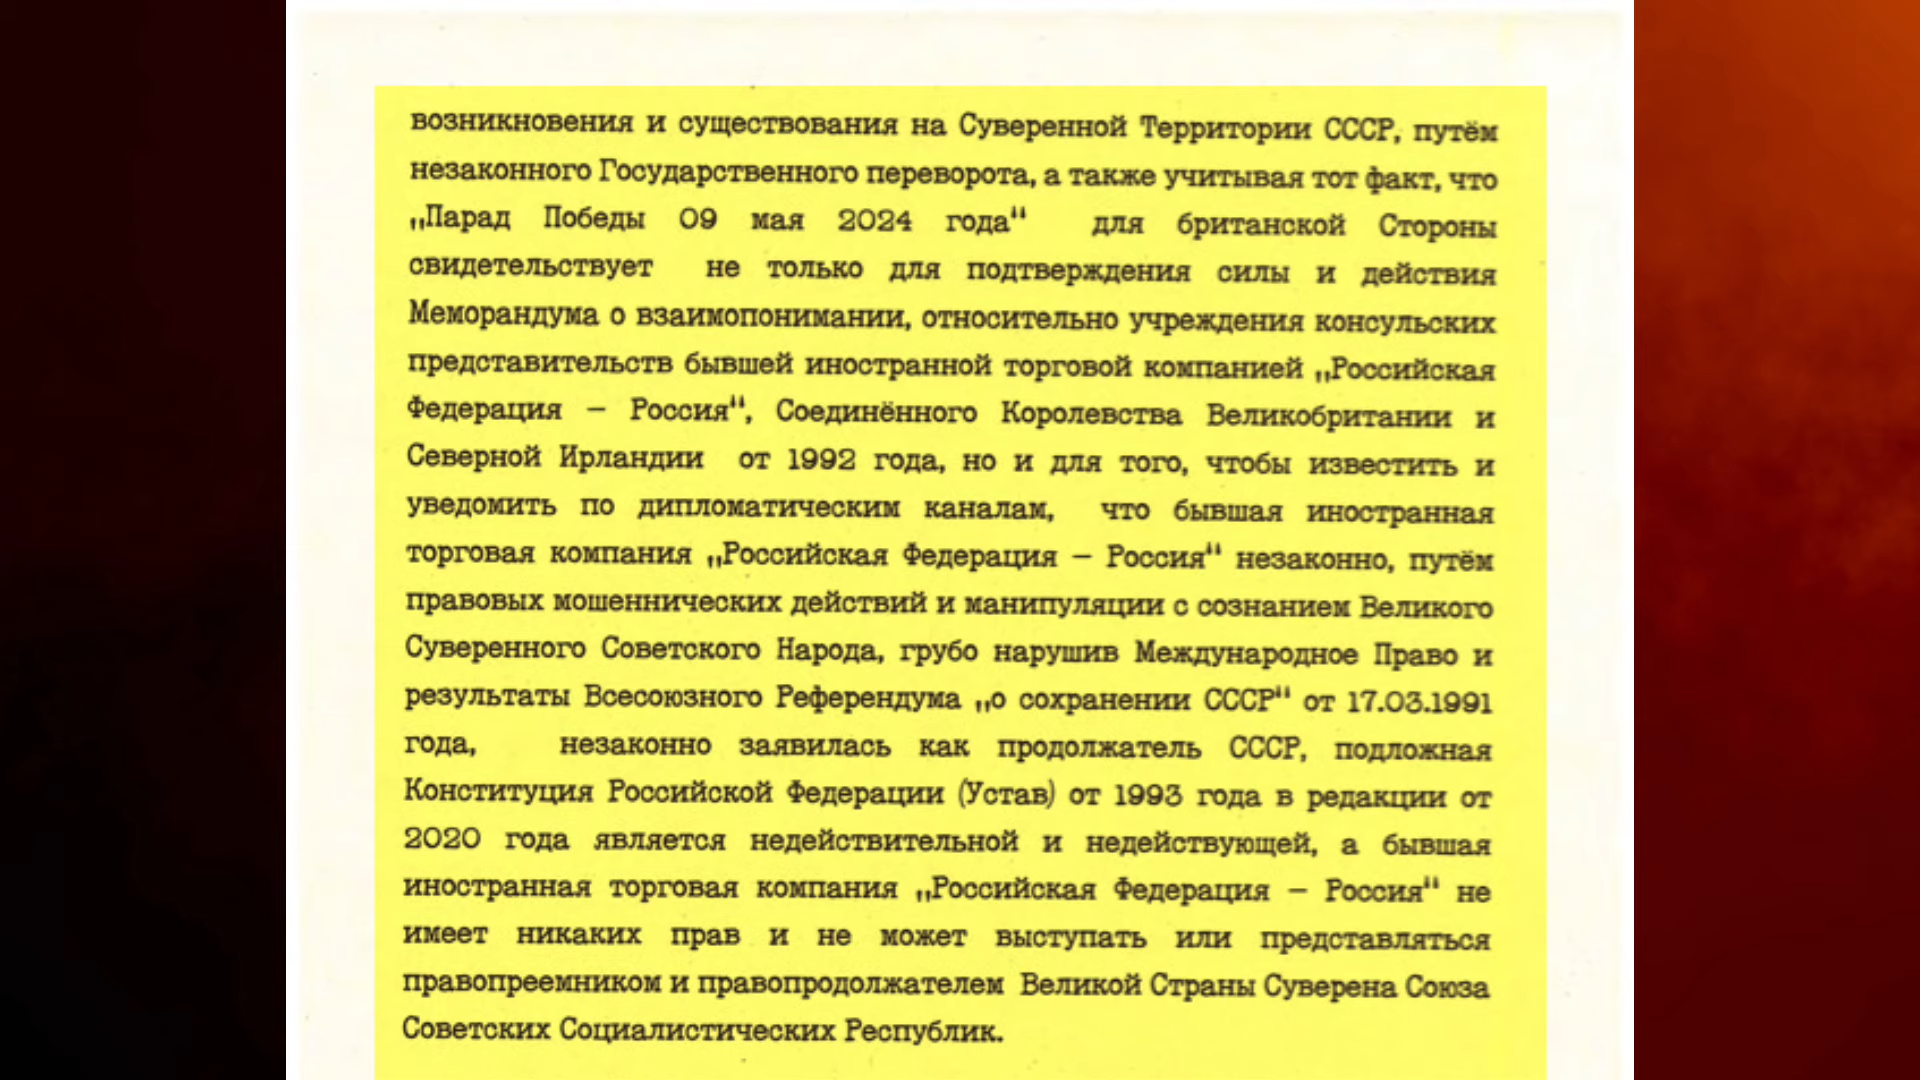 возникновения и существования на Суверенной Территории СССР, путём
незаконного Государственного переворота, а также учитывая тот факт, что
„Парад Победы 09 мая 2024 года“ для британской Стороны
свидетельствует не только для подтверждения силы и действия
Меморандума о взаимопонимании, относительно учреждения консульских
представительств бывшей иностранной торговой компанией „Российская
Федерация – Россия“, Соединённого Королевства Великобритании и
Северной Ирландии от 1992 года, но и для того, чтобы известить и
уведомить по дипломатическим каналам, что бывшая иностранная
торговая компания „Российская Федерация – Россия“ незаконно, путём
правовых мошеннических действий и манипуляции с сознанием Великого
Суверенного Советского Народа, грубо нарушив Международное Право и
результаты Всесоюзного Референдума „о сохранении СССР“ от 17.03.1991
года, незаконно заявилась как продолжатель СССР, подложная
Конституция Российской Федерации (Устав) от 1993 года в редакции от
2020 года является недействительной и недействующей, а бывшая
иностранная торговая компания „Российская Федерация – Россия“ не
имеет никаких прав и не может выступать или представляться
правопреемником и правопродолжателем Великой Страны Суверена Союза
Советских Социалистических Республик.